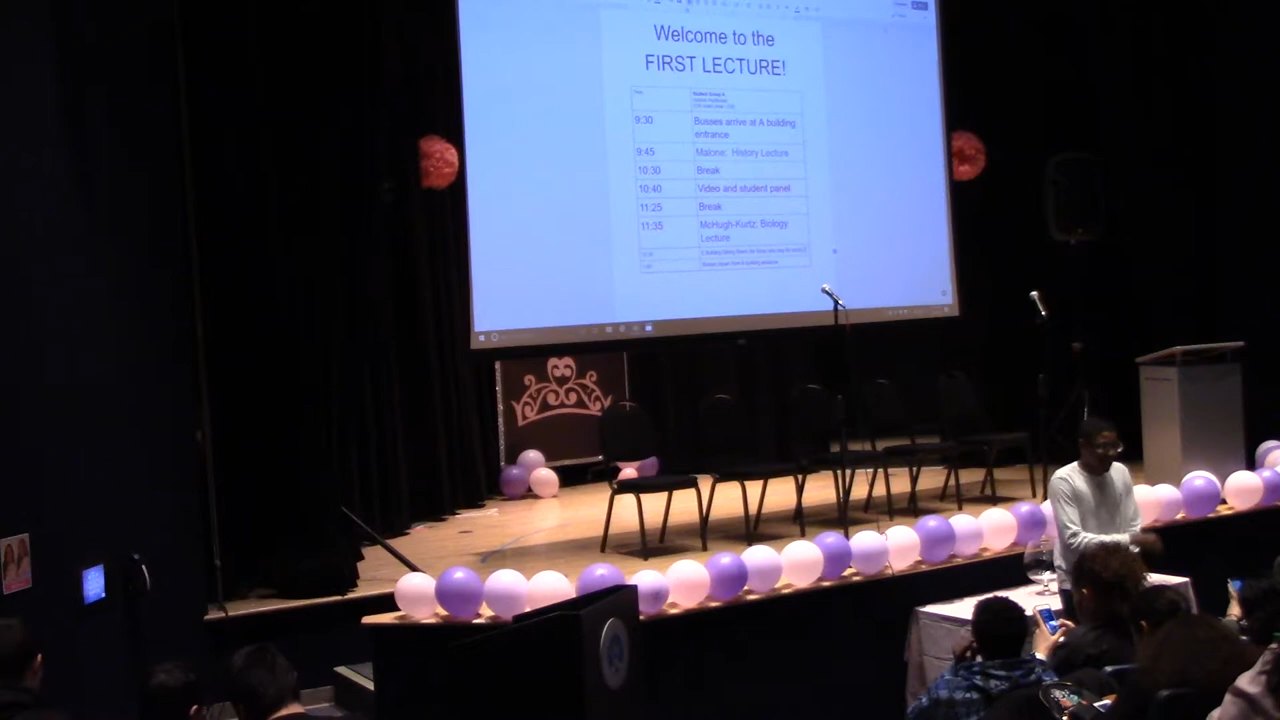 Welcome to the
FIRST LECTURE!
9:30 Busses arrive at A building
entrance
9:45 Malone: History Lecture
10:30 Break
10:40 Video and student panel
11:25 Break
11:35 McHugh-Kurtz: Biology
Lecture